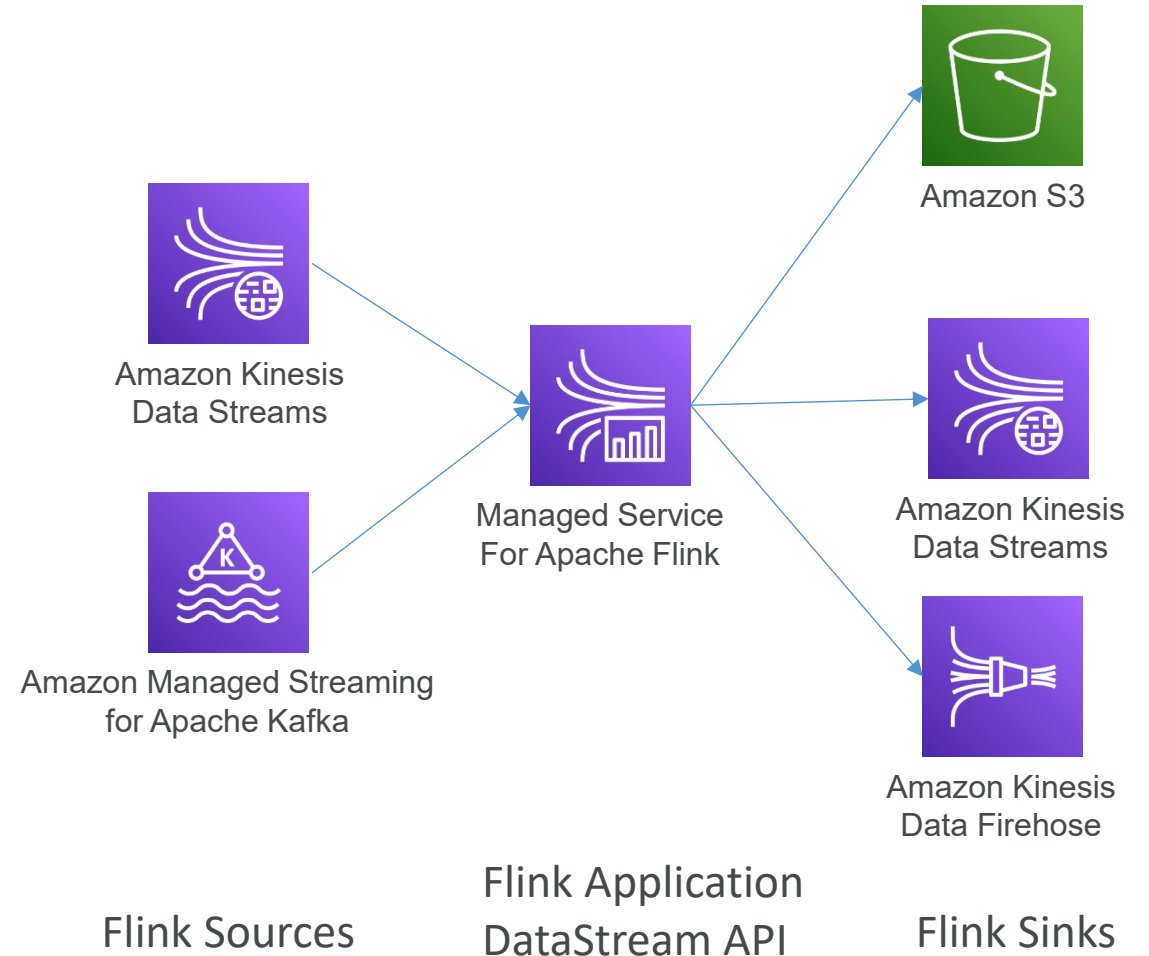 Amazon S3
Amazon Kinesis
Data Streams
K
Amazon Managed Streaming
for Apache Kafka
Managed Service
For Apache Flink
Amazon Kinesis
Data Streams
Amazon Kinesis
Data Firehose
Flink Sources
Flink Application
DataStream API
Flink Sinks